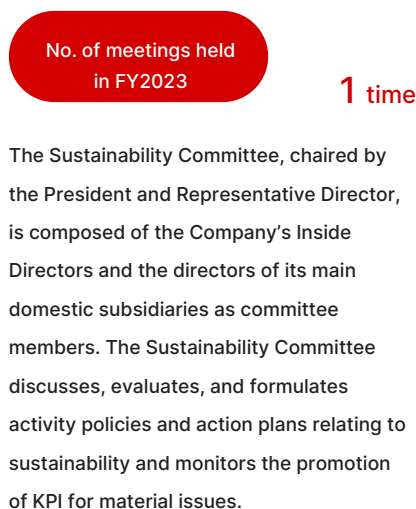 No. of meetings held
in FY2023
1 time
The Sustainability Committee, chaired by
the President and Representative Director,
is composed of the Company’s Inside
Directors and the directors of its main
domestic subsidiaries as committee
members. The Sustainability Committee
discusses, evaluates, and formulates
activity policies and action plans relating to
sustainability and monitors the promotion
of KPI for material issues.